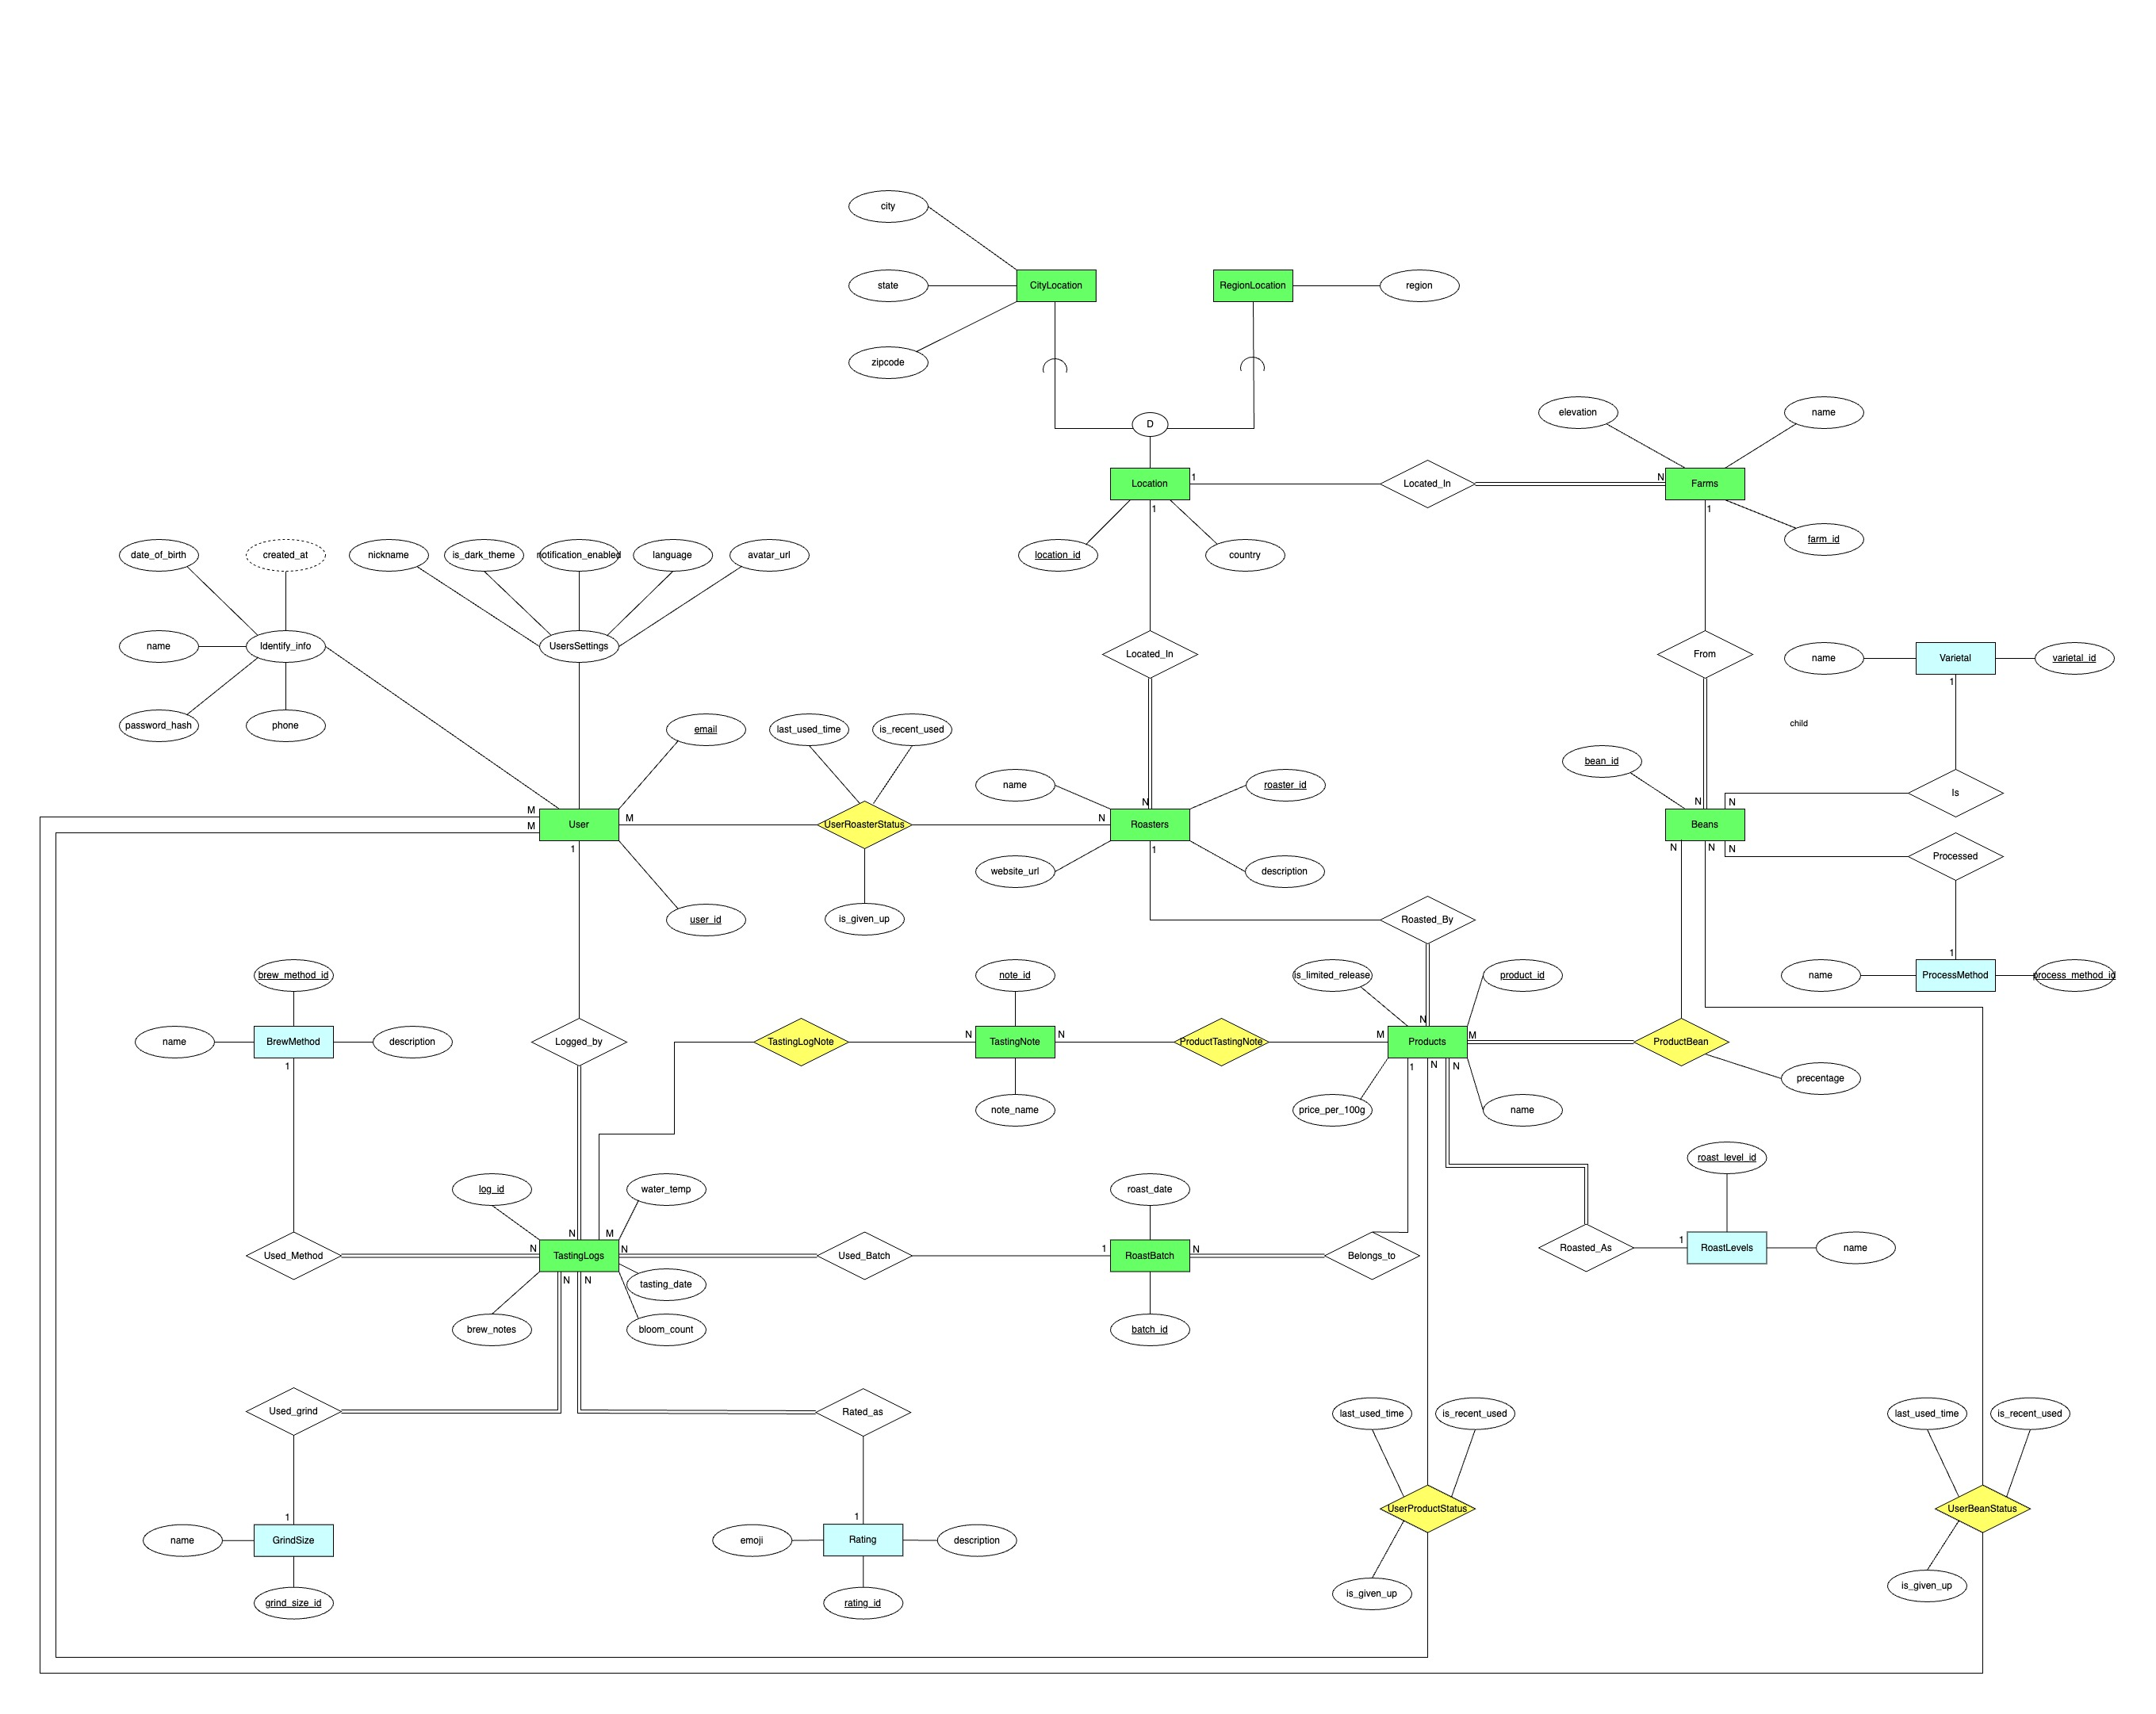 city
state
CityLocation
RegionLocation
region
zipcode
D
elevation
name
Location
1
Located_In
N
Farms
1
1
location_id
country
farm_id
date_of_birth
created_at
nickname
is_dark_theme
notification_enabled
language
avatar_url
name
Identify_info
UsersSettings
Located_In
From
name
Varietal
varietal_id
1
password_hash
phone
email
last_used_time
is_recent_used
child
bean_id
name
roaster_id
Is
M
M
User
M
UserRoasterStatus
N
N
Roasters
N
N
Beans
M
1
1
N
N
N
Processed
website_url
description
user_id
is_given_up
Roasted_By
1
brew_method_id
note_id
is_limited_release
product_id
name
ProcessMethod
process_method_id
name
BrewMethod
description
Logged_by
TastingLogNote
N
TastingNote
N
ProductTastingNote
M
N
Products
M
ProductBean
1
1
N
N
precentage
note_name
price_per_100g
name
roast_level_id
log_id
water_temp
roast_date
Used_Method
N
N
TastingLogs
M
N
Used_Batch
1
RoastBatch
N
Belongs_to
Roasted_As
1
RoastLevels
name
N
N
tasting_date
brew_notes
bloom_count
batch_id
Used_grind
Rated_as
last_used_time
is_recent_used
last_used_time
is_recent_used
1
1
UserProductStatus
UserBeanStatus
name
GrindSize
emoji
Rating
description
is_given_up
is_given_up
grind_size_id
rating_id